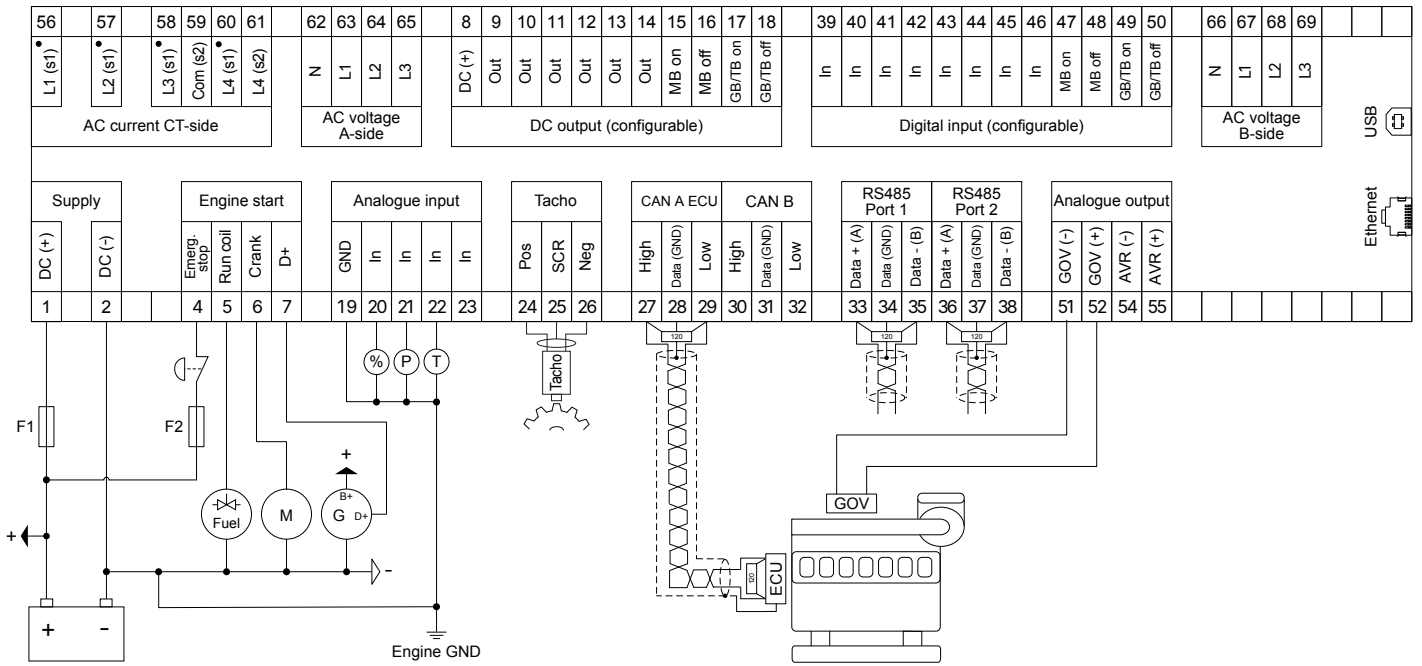 56 57 58 59 60 61 62 63 64 65 8 9 10 11 12 13 14 15 16 17 18 39 40 41 42 43 44 45 46 47 48 49 50 66 67 68 69
L1 (s1) L2 (s1) L3 (s1) Com (s2) L4 (s1) L4 (s2) N L1 L2 L3 DC (+) Out Out Out Out Out Out MB on MB off GB/TB on GB/TB off In In In In In In In In MB on MB off GB/TB on GB/TB off N L1 L2 L3
AC current CT-side
AC voltage
A-side
DC output (configurable)
Digital input (configurable)
AC voltage
B-side
USB
Ethernet
Supply
Engine start
Analogue input
Tacho
CAN A ECU
CAN B
RS485
Port 1
RS485
Port 2
Analogue output
DC (+) DC (-) Emerg. stop Run coil Crank D+ GND In In In In Pos SCR Neg High Data (GND) Low High Data (GND) Low Data + (A) Data (GND) Data - (B) Data + (A) Data (GND) Data - (B) GOV (-) GOV (+) AVR (-) AVR (+)
1 2 4 5 6 7 19 20 21 22 23 24 25 26 27 28 29 30 31 32 33 34 35 36 37 38 51 52 54 55
120 120 120
% P T
Tacho
F1 F2
+
B+
Fuel M G D+
GOV
+
-
120
ECU
+ -
Engine GND